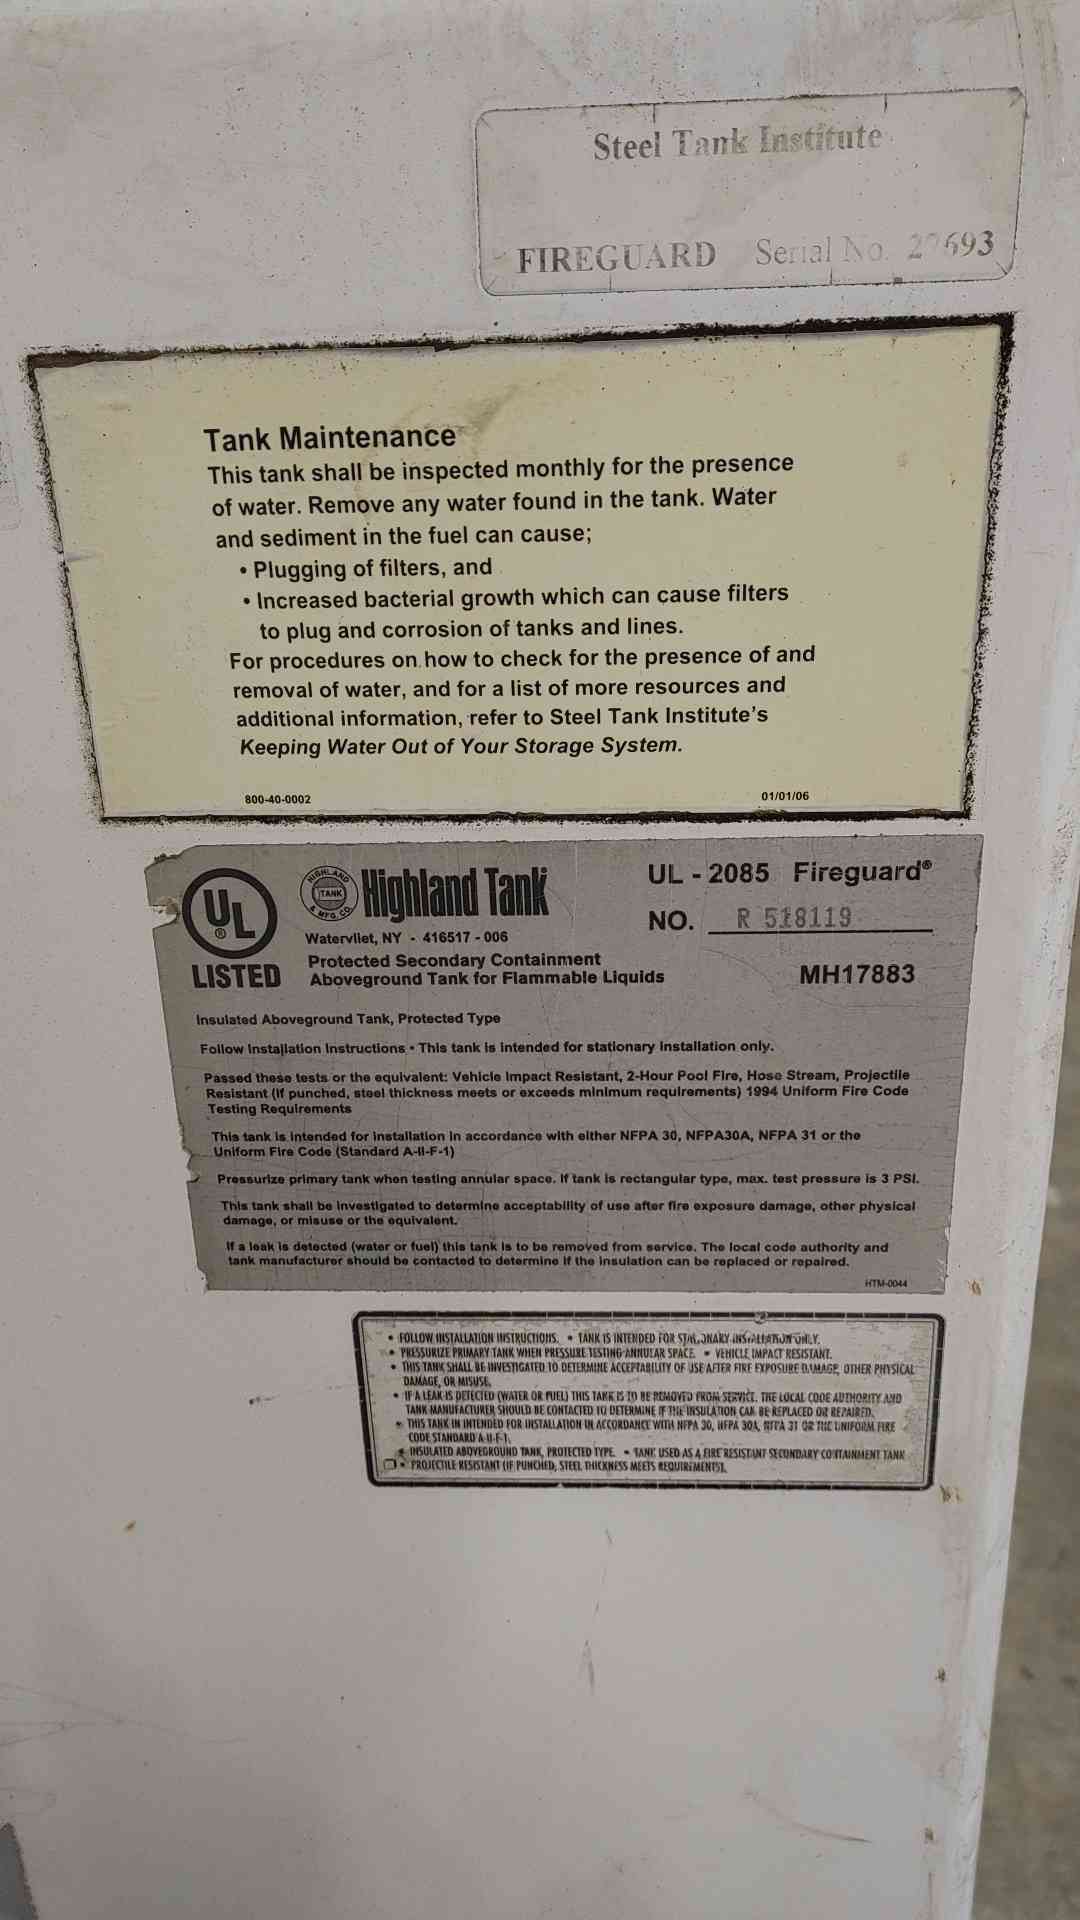 Steel Tank Institute
FIREGUARD Serial No.
Tank Maintenance
This tank shall be inspected monthly for the presence
of water. Remove any water found in the tank. Water
and sediment in the fuel can cause;
• Plugging of filters, and
• Increased bacterial growth which can cause filters
to plug and corrosion of tanks and lines.
For procedures on how to check for the presence of and
removal of water, and for a list of more resources and
additional information, refer to Steel Tank Institute's
Keeping Water Out of Your Storage System.
800-40-0002 01/01/06
UL ® LISTED
HIGHLAND TANK & MFG. CO.
Highland Tank
UL - 2085 Fireguard®
NO. R 518119
Watervliet, NY - 416517 - 006
Protected Secondary Containment
Aboveground Tank for Flammable Liquids
MH17883
Insulated Aboveground Tank, Protected Type
Follow Installation Instructions • This tank is intended for stationary installation only.
Passed these tests or the equivalent: Vehicle Impact Resistant, 2-Hour Pool Fire, Hose Stream, Projectile
Resistant (if punched, steel thickness meets or exceeds minimum requirements) 1994 Uniform Fire Code
Testing Requirements
This tank is intended for installation in accordance with either NFPA 30, NFPA30A, NFPA 31 or the
Uniform Fire Code (Standard A-II-F-1)
Pressurize primary tank when testing annular space. If tank is rectangular type, max. test pressure is 3 PSI.
This tank shall be investigated to determine acceptability of use after fire exposure damage, other physical
damage, or misuse or the equivalent.
If a leak is detected (water or fuel) this tank is to be removed from service. The local code authority and
tank manufacturer should be contacted to determine if the insulation can be replaced or repaired.
HTM-0044
• FOLLOW INSTALLATION INSTRUCTIONS. • TANK IS INTENDED FOR STATIONARY INSTALLATION ONLY.
• PRESSURIZE PRIMARY TANK WHEN PRESSURE TESTING ANNULAR SPACE. • VEHICLE IMPACT RESISTANT.
• THIS TANK SHALL BE INVESTIGATED TO DETERMINE ACCEPTABILITY OF USE AFTER FIRE EXPOSURE DAMAGE, OTHER PHYSICAL
DAMAGE, OR MISUSE.
• IF A LEAK IS DETECTED (WATER OR FUEL) THIS TANK IS TO BE REMOVED FROM SERVICE. THE LOCAL CODE AUTHORITY AND
TANK MANUFACTURER SHOULD BE CONTACTED TO DETERMINE IF THE INSULATION CAN BE REPLACED OR REPAIRED.
• THIS TANK IN INTENDED FOR INSTALLATION IN ACCORDANCE WITH NFPA 30, NFPA 30A, NFPA 31 OR THE UNIFORM FIRE
CODE STANDARD A-II-F-1.
• INSULATED ABOVEGROUND TANK, PROTECTED TYPE. • TANK USED AS A FIRE RESISTANT SECONDARY CONTAINMENT TANK
• PROJECTILE RESISTANT (IF PUNCHED, STEEL THICKNESS MEETS REQUIREMENTS).